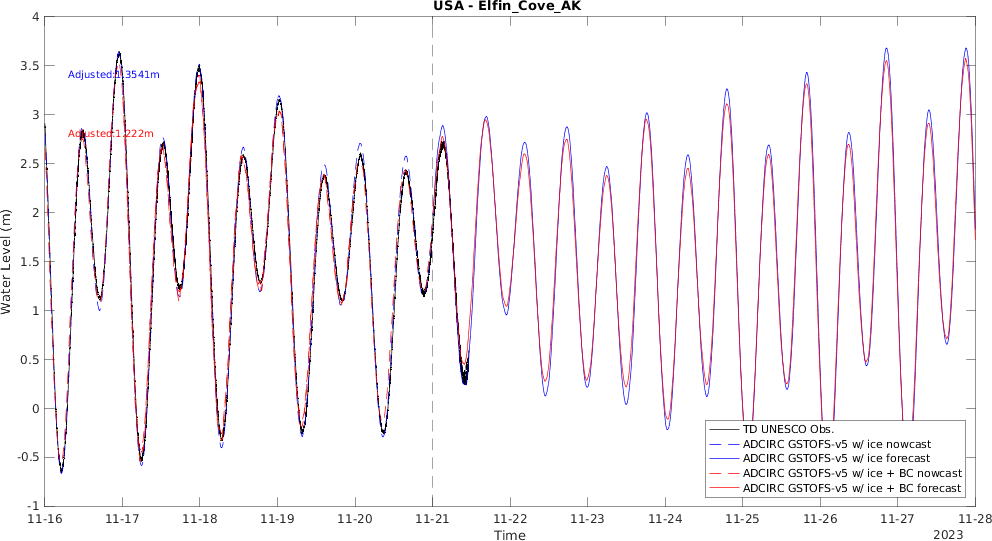 USA - Elfin_Cove_AK
4
3.5
3
2.5
2
1.5
1
0.5
0
-0.5
-1
Water Level (m)
Adjusted:1.3541m
Adjusted:1.222m
TD UNESCO Obs.
ADCIRC GSTOFS-v5 w/ ice nowcast
ADCIRC GSTOFS-v5 w/ ice forecast
ADCIRC GSTOFS-v5 w/ ice + BC nowcast
ADCIRC GSTOFS-v5 w/ ice + BC forecast
11-16 11-17 11-18 11-19 11-20 11-21 11-22 11-23 11-24 11-25 11-26 11-27 11-28
Time
2023